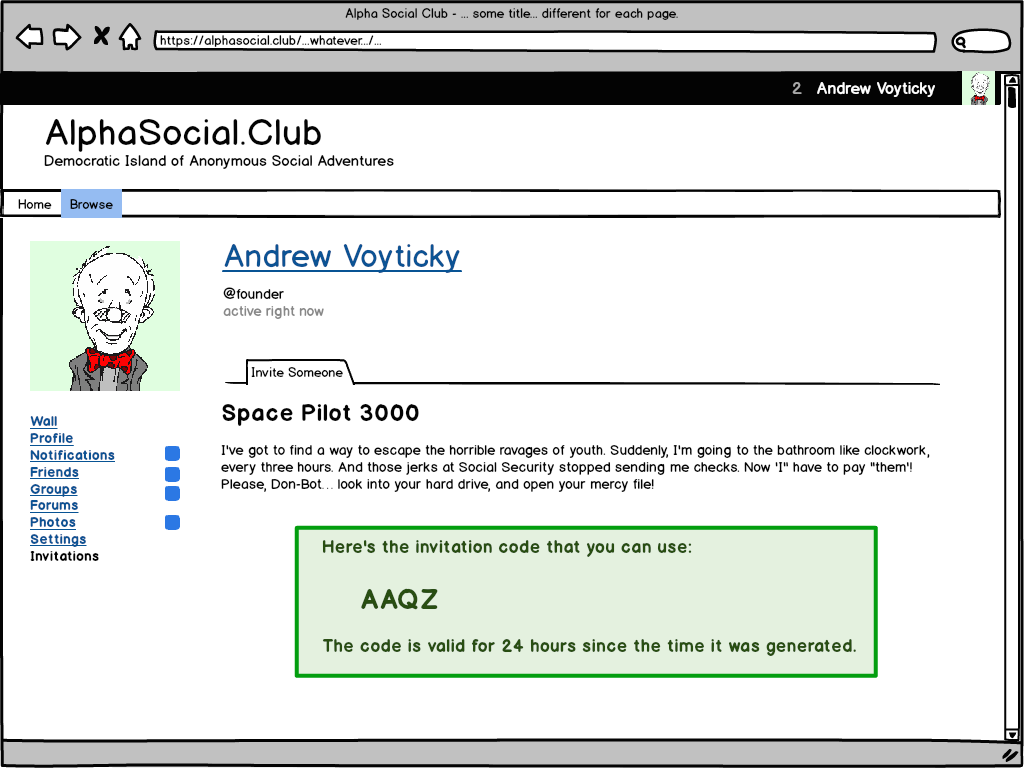 Alpha Social Club - ... some title... different for each page.
https://alphasocial.club/...whatever../...
2 Andrew Voyticky
AlphaSocial.Club
Democratic Island of Anonymous Social Adventures
Home Browse
Andrew Voyticky
@founder
active right now
Invite Someone
Space Pilot 3000
I've got to find a way to escape the horrible ravages of youth. Suddenly, I'm going to the bathroom like clockwork,
every three hours. And those jerks at Social Security stopped sending me checks. Now 'I'' have to pay ''them'!
Please, Don-Bot… look into your hard drive, and open your mercy file!
Wall
Profile
Notifications
Friends
Groups
Forums
Photos
Settings
Invitations
Here's the invitation code that you can use:
AAQZ
The code is valid for 24 hours since the time it was generated.